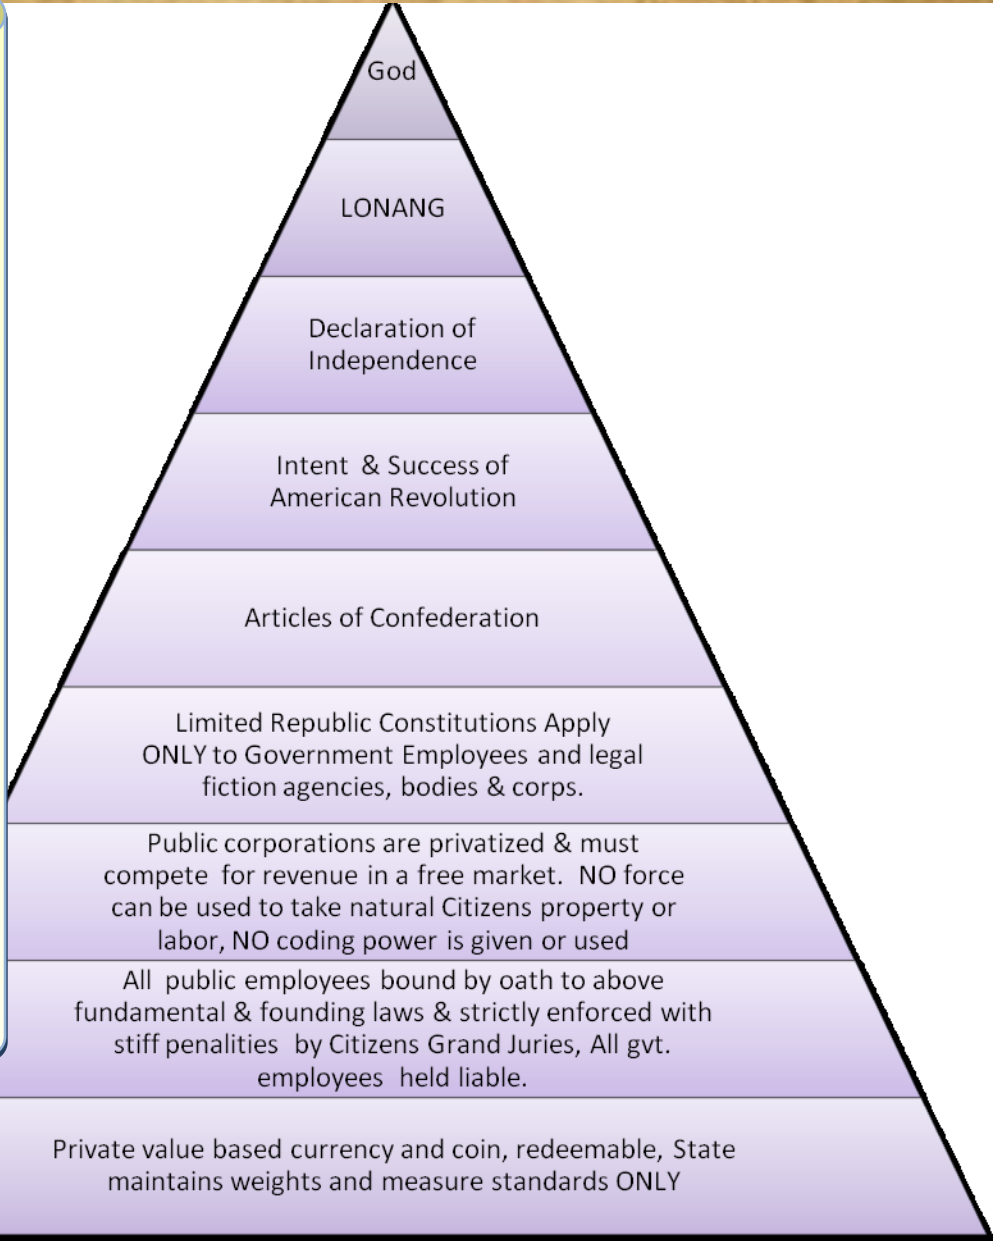 God
LONANG
Declaration of
Independence
Intent & Success of
American Revolution
Articles of Confederation
Limited Republic Constitutions Apply
ONLY to Government Employees and legal
fiction agencies, bodies & corps.
Public corporations are privatized & must
compete for revenue in a free market. NO force
can be used to take natural Citizens property or
labor, NO coding power is given or used
All public employees bound by oath to above
fundamental & founding laws & strictly enforced with
stiff penalities by Citizens Grand Juries, All gvt.
employees held liable.
Private value based currency and coin, redeemable, State
maintains weights and measure standards ONLY